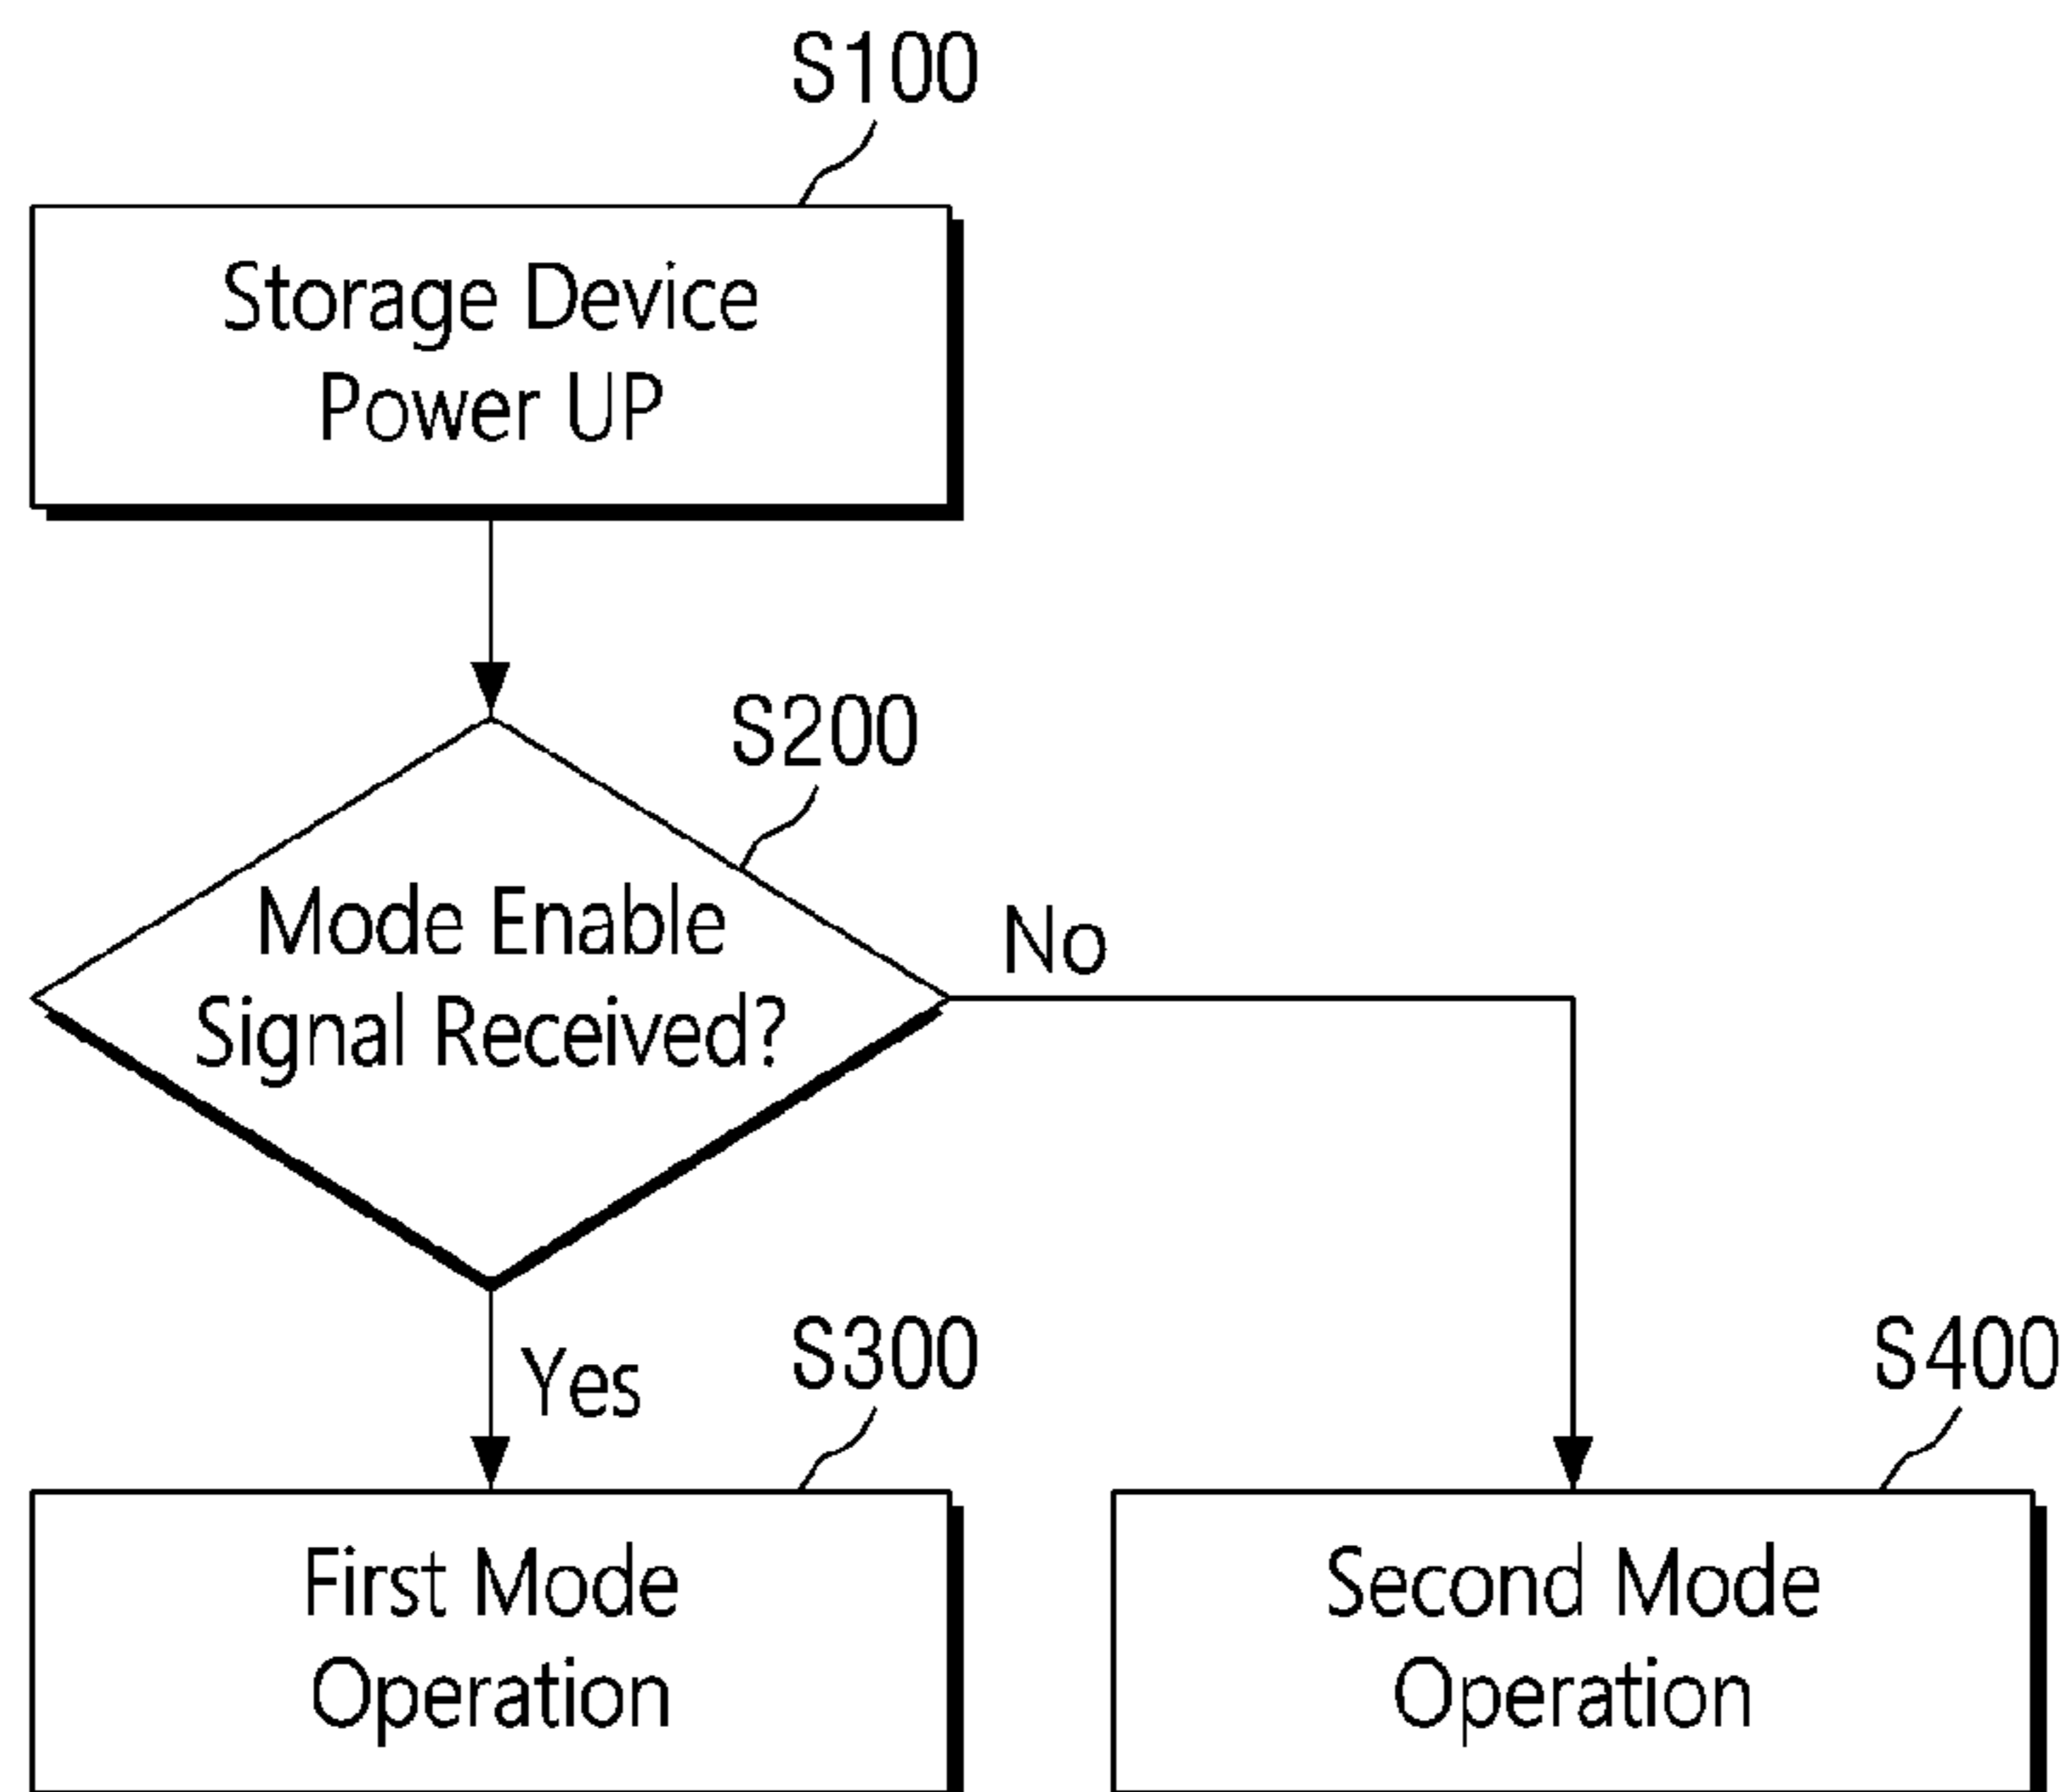 S100
Storage Device
Power UP
S200
Mode Enable
Signal Received?
No
Yes
S300
S400
First Mode
Operation
Second Mode
Operation